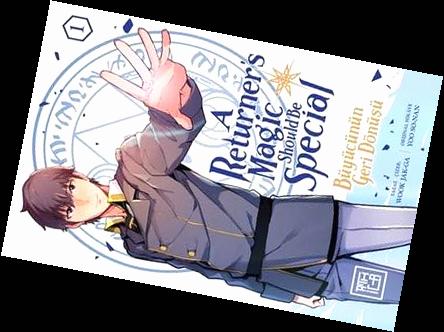 1
A
Returner's
Magic
Should Be
Special
Büyücünün
Geri Dönüşü
WOOK JAE-GA
YOO SO-NAN